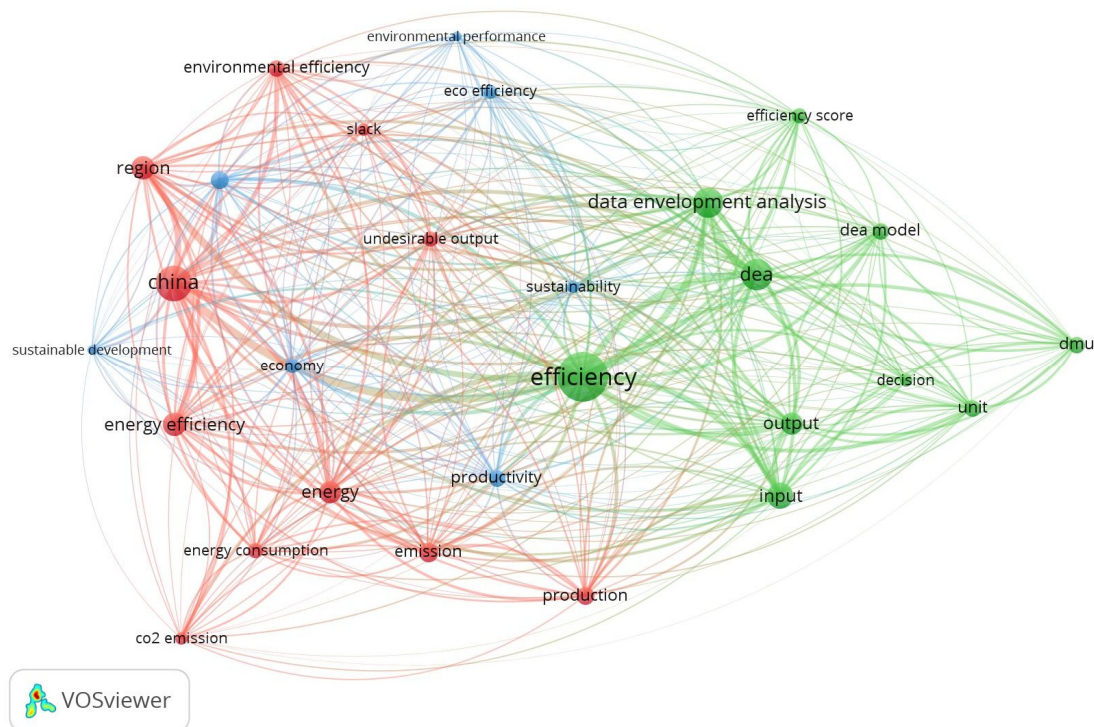 environmental performance
environmental efficiency
eco efficiency
efficiency score
slack
region
data envelopment analysis
dea model
undesirable output
dea
china
sustainability
dmu
sustainable development
economy
efficiency
decision
unit
energy efficiency
output
productivity
energy
input
energy consumption
emission
production
co2 emission
VOSviewer